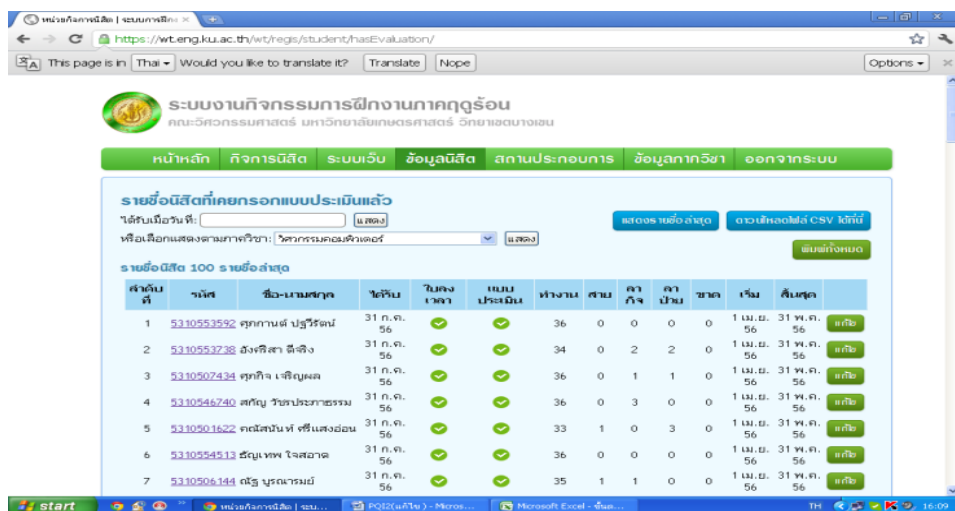 หน่วยกิจการนิสิต | ระบบการฝึกง
https://wt.eng.ku.ac.th/wt/regis/student/hasEvaluation/
This page is in Thai Would you like to translate it? Translate Nope Options
ระบบงานกิจกรรมการฝึกงานภาคฤดูร้อน
คณะวิศวกรรมศาสตร์ มหาวิทยาลัยเกษตรศาสตร์ วิทยาเขตบางเขน
หน้าหลัก กิจการนิสิต ระบบเว็บ ข้อมูลนิสิต สถานประกอบการ ข้อมูลภาควิชา ออกจากระบบ
รายชื่อนิสิตที่เคยกรอกแบบประเมินแล้ว
ได้รับเมื่อวันที่: แสดง แสดงรายชื่อล่าสุด ดาวน์โหลดไฟล์ CSV ได้ที่นี่
หรือเลือกแสดงตามภาควิชา: วิศวกรรมคอมพิวเตอร์ แสดง
พิมพ์ทั้งหมด
รายชื่อนิสิต 100 รายชื่อล่าสุด
ลำดับที่ รหัส ชื่อ-นามสกุล ได้รับ ใบลงเวลา แบบประเมิน ทำงาน สาย ลากิจ ลาป่วย ขาด เริ่ม สิ้นสุด
1 5310553592 ศุภกานต์ ปฐวีรัตน์ 31 ก.ค. 56 36 0 0 0 0 1 เม.ย. 56 31 พ.ค. 56 แก้ไข
2 5310553738 อังศริสา ดีจริง 31 ก.ค. 56 34 0 2 2 0 1 เม.ย. 56 31 พ.ค. 56 แก้ไข
3 5310507434 ศุภกิจ เจริญผล 31 ก.ค. 56 36 0 1 1 0 1 เม.ย. 56 31 พ.ค. 56 แก้ไข
4 5310546740 สกัญ วัชรประภาธรรม 31 ก.ค. 56 36 0 3 0 0 1 เม.ย. 56 31 พ.ค. 56 แก้ไข
5 5310501622 คณัสนันท์ ศรีแสงอ่อน 31 ก.ค. 56 33 1 0 3 0 1 เม.ย. 56 31 พ.ค. 56 แก้ไข
6 5310554513 ธัญเทพ ใจสอาด 31 ก.ค. 56 36 0 0 0 0 1 เม.ย. 56 31 พ.ค. 56 แก้ไข
7 5310506144 ณัฐ บูรณารมย์ 31 ก.ค. 56 35 1 1 0 0 1 เม.ย. 56 31 พ.ค. 56 แก้ไข
start หน่วยกิจการนิสิต | ระบ... PQI2(แก้ไข) - Micros... Microsoft Excel - TH 16:09